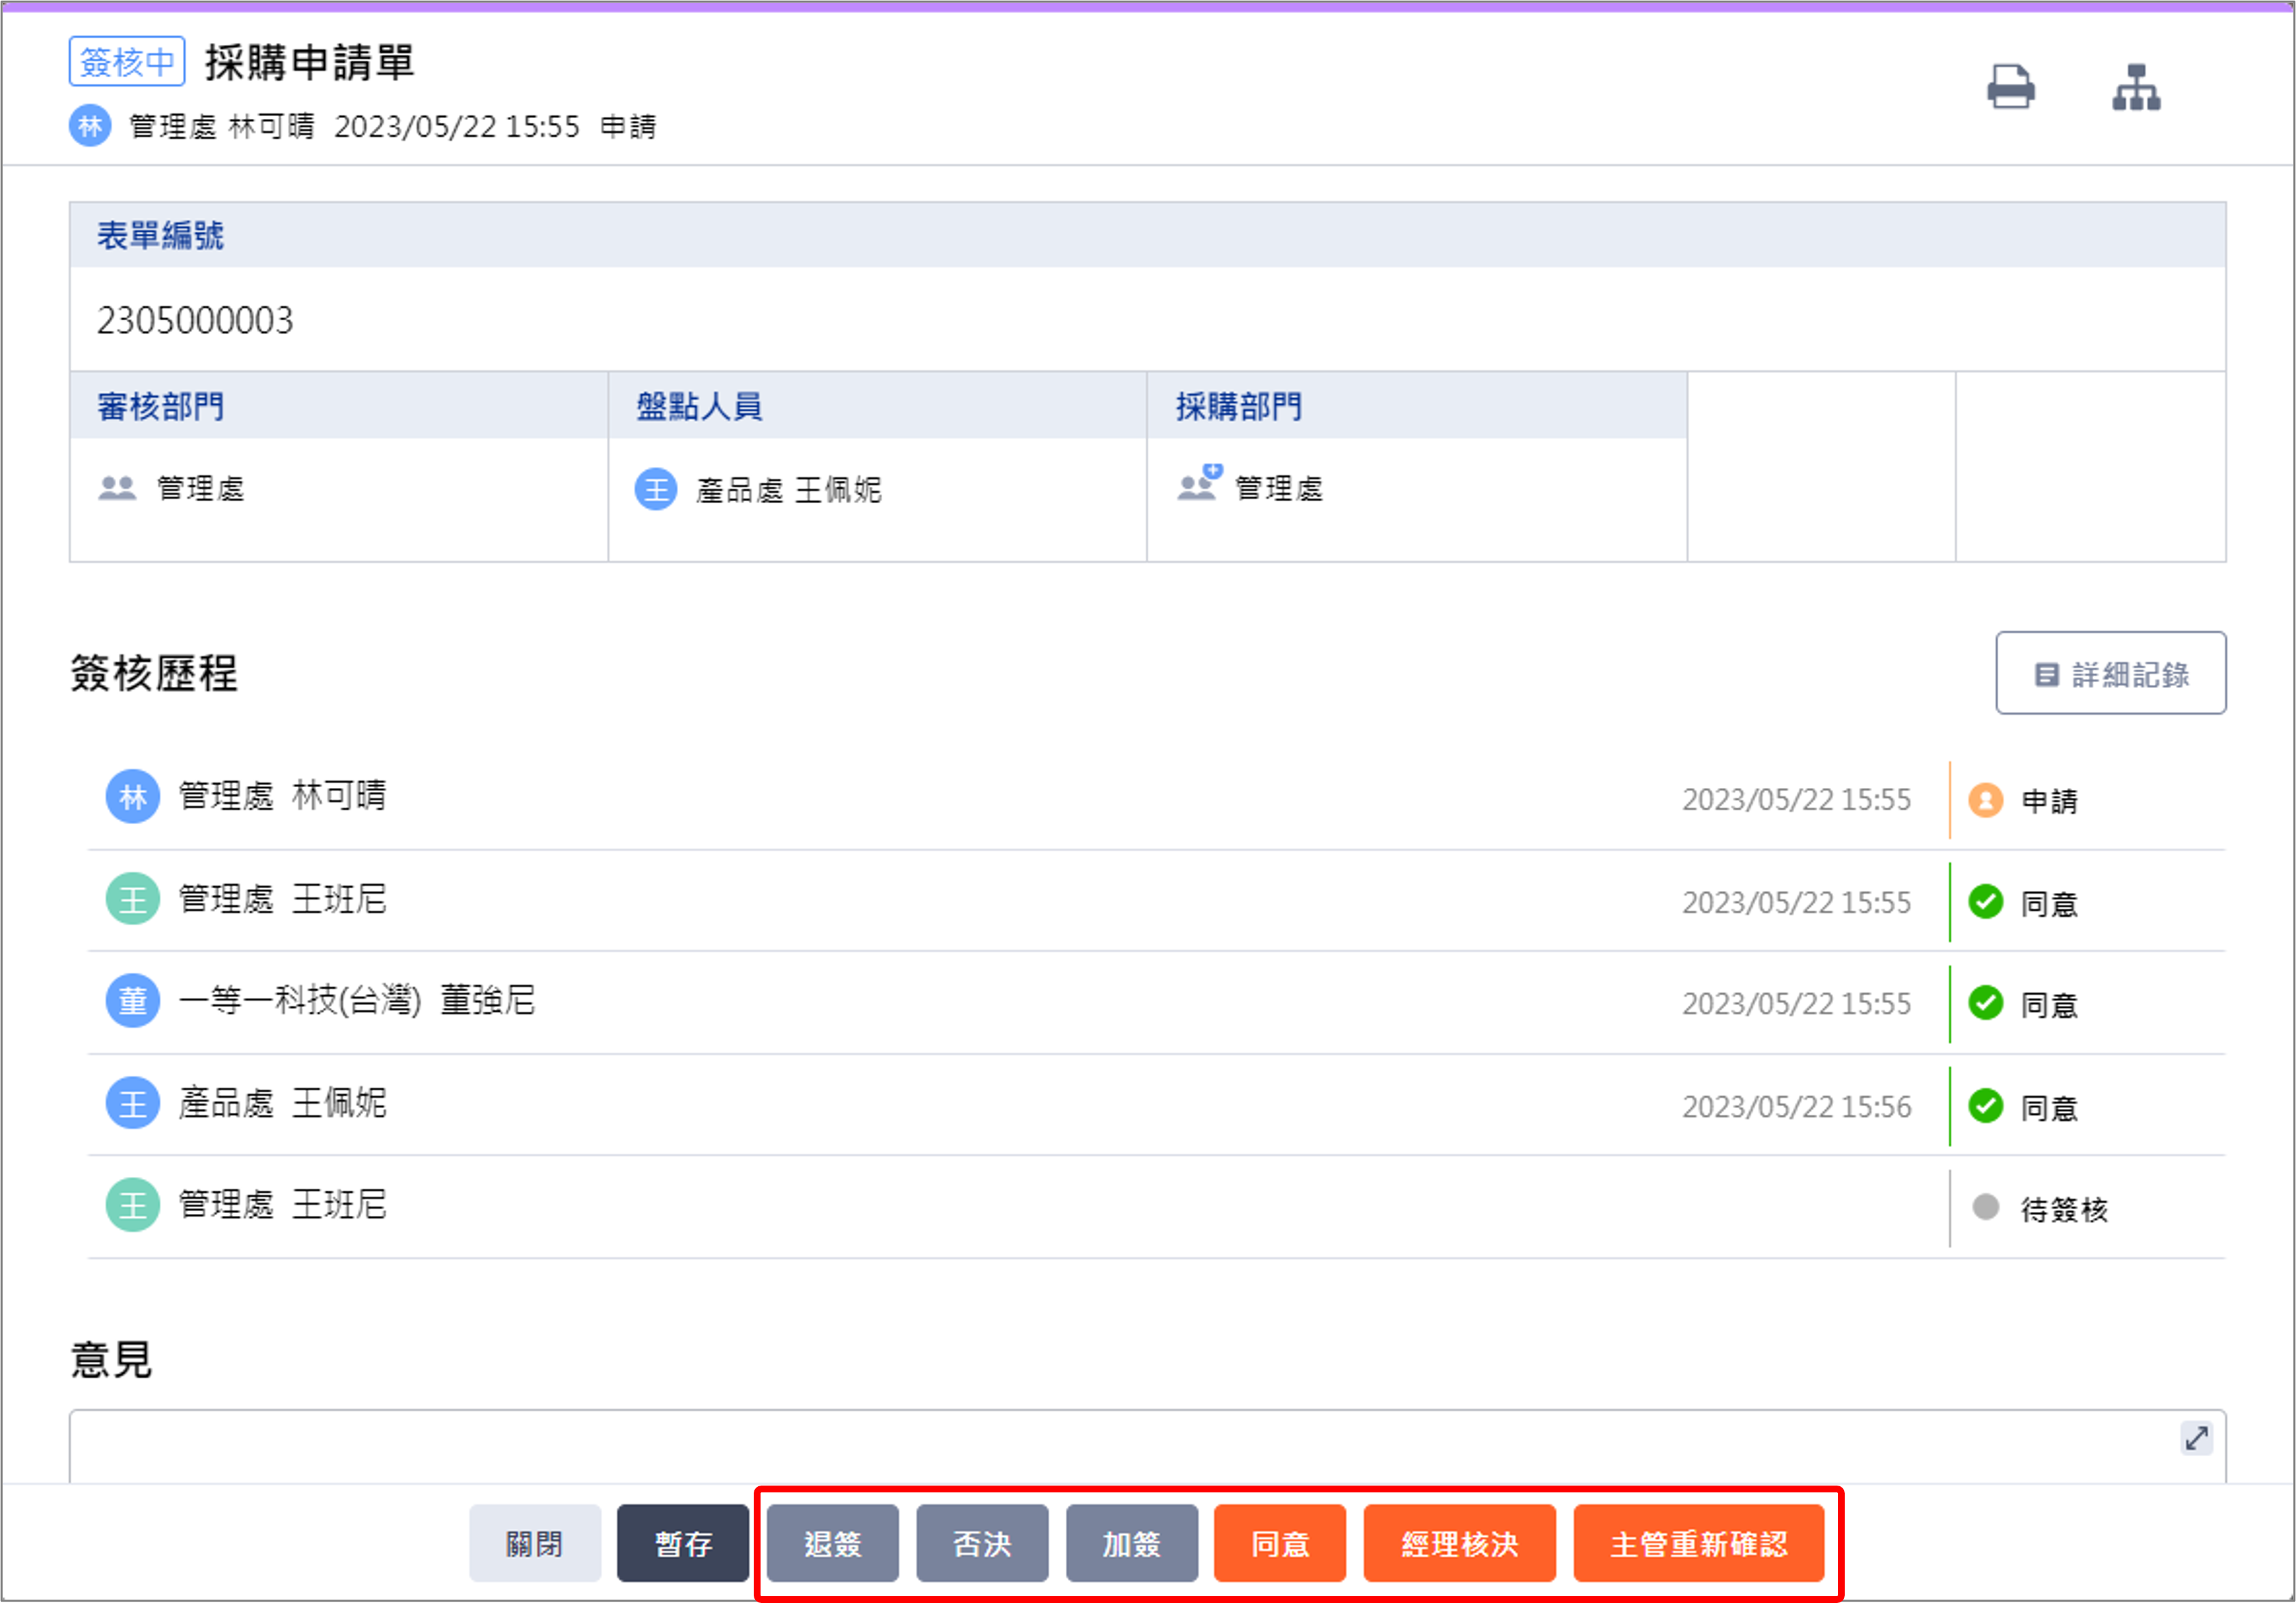 簽核中 採購申請單
林 管理處 林可晴 2023/05/22 15:55 申請
表單編號
2305000003
審核部門 盤點人員 採購部門
管理處 王 產品處 王佩妮 管理處
簽核歷程 詳細記錄
林 管理處 林可晴 2023/05/22 15:55 申請
王 管理處 王班尼 2023/05/22 15:55 同意
董 一等一科技(台灣) 董強尼 2023/05/22 15:55 同意
王 產品處 王佩妮 2023/05/22 15:56 同意
王 管理處 王班尼 待簽核
意見
關閉 暫存 退簽 否決 加簽 同意 經理核決 主管重新確認